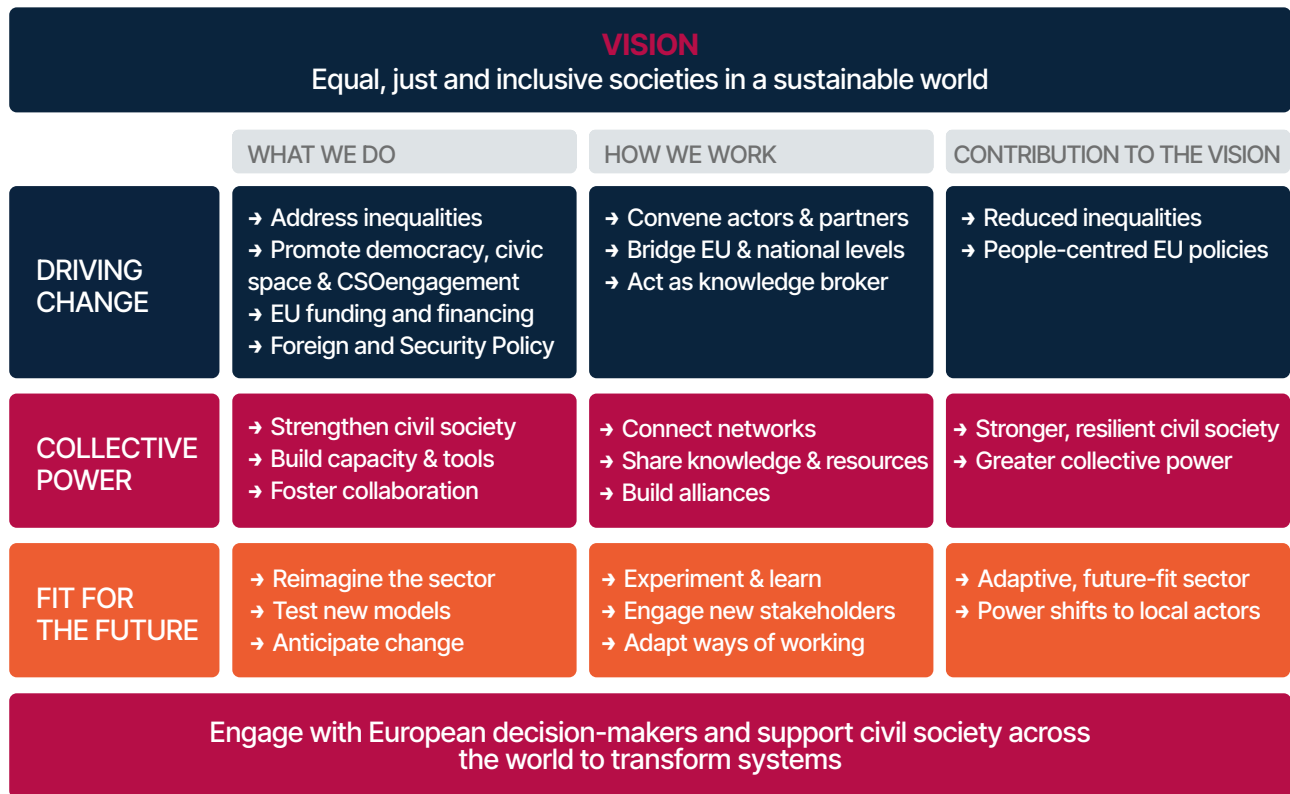 VISION
Equal, just and inclusive societies in a sustainable world
WHAT WE DO
HOW WE WORK
CONTRIBUTION TO THE VISION
DRIVING
CHANGE
→ Address inequalities
→ Promote democracy, civic
space & CSOengagement
→ EU funding and financing
→ Foreign and Security Policy
→ Convene actors & partners
→ Bridge EU & national levels
→ Act as knowledge broker
→ Reduced inequalities
→ People-centred EU policies
COLLECTIVE
POWER
→ Strengthen civil society
→ Build capacity & tools
→ Foster collaboration
→ Connect networks
→ Share knowledge & resources
→ Build alliances
→ Stronger, resilient civil society
→ Greater collective power
FIT FOR
THE FUTURE
→ Reimagine the sector
→ Test new models
→ Anticipate change
→ Experiment & learn
→ Engage new stakeholders
→ Adapt ways of working
→ Adaptive, future-fit sector
→ Power shifts to local actors
Engage with European decision-makers and support civil society across
the world to transform systems